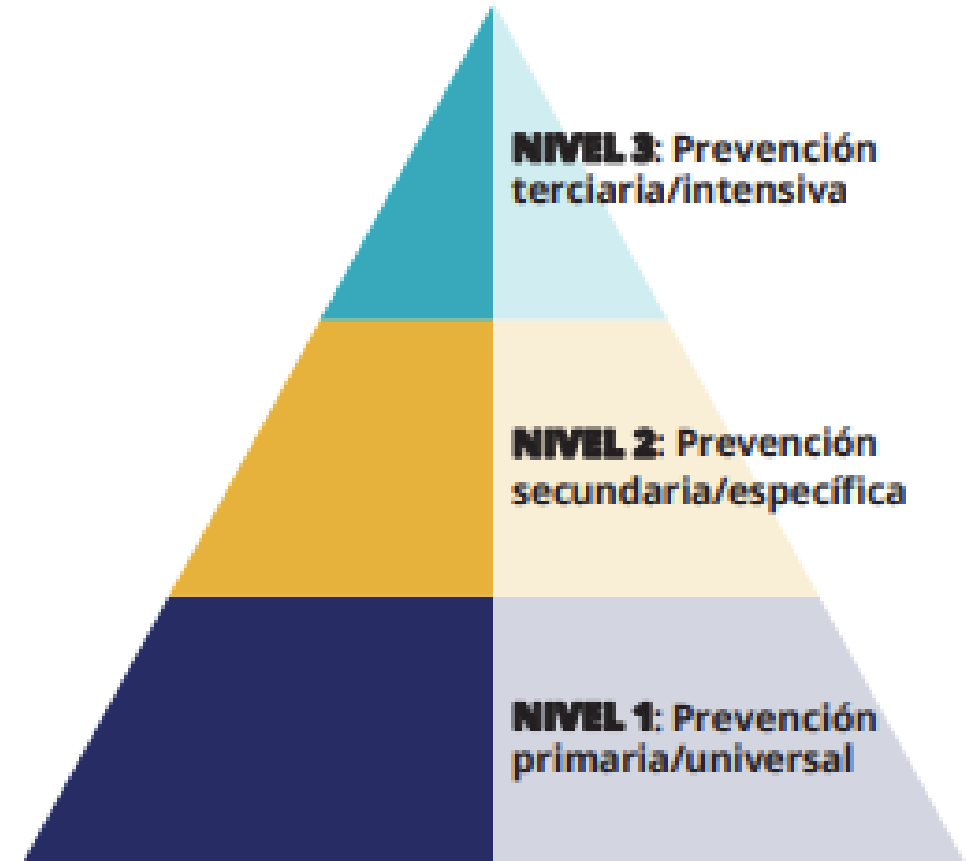 NIVEL 3: Prevención
terciaria/intensiva
NIVEL 2: Prevención
secundaria/específica
NIVEL 1: Prevención
primaria/universal